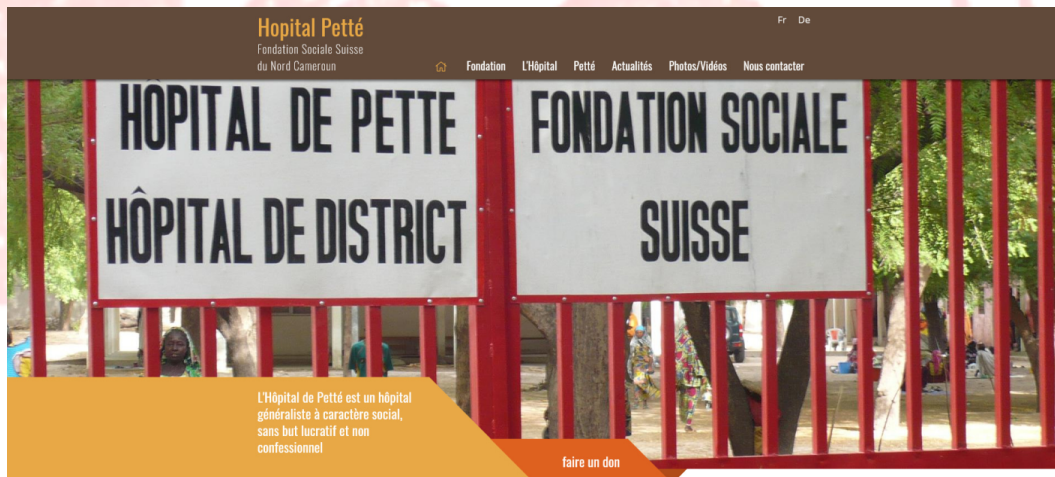 Hopital Petté
Fondation Sociale Suisse
du Nord Cameroun
Fr De
Fondation L'Hôpital Petté Actualités Photos/Vidéos Nous contacter
HÔPITAL DE PETTE
HÔPITAL DE DISTRICT
FONDATION SOCIALE
SUISSE
L'Hôpital de Petté est un hôpital
généraliste à caractère social,
sans but lucratif et non
confessionnel
faire un don